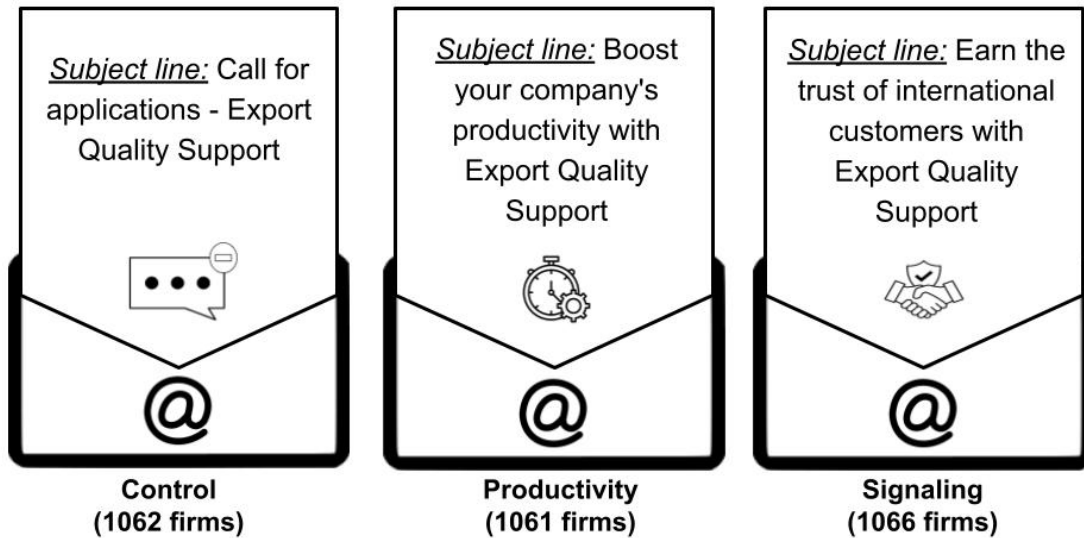 Subject line: Call for
applications - Export
Quality Support
@
Control
(1062 firms)
Subject line: Boost
your company's
productivity with
Export Quality
Support
@
Productivity
(1061 firms)
Subject line: Earn the
trust of international
customers with
Export Quality
Support
@
Signaling
(1066 firms)